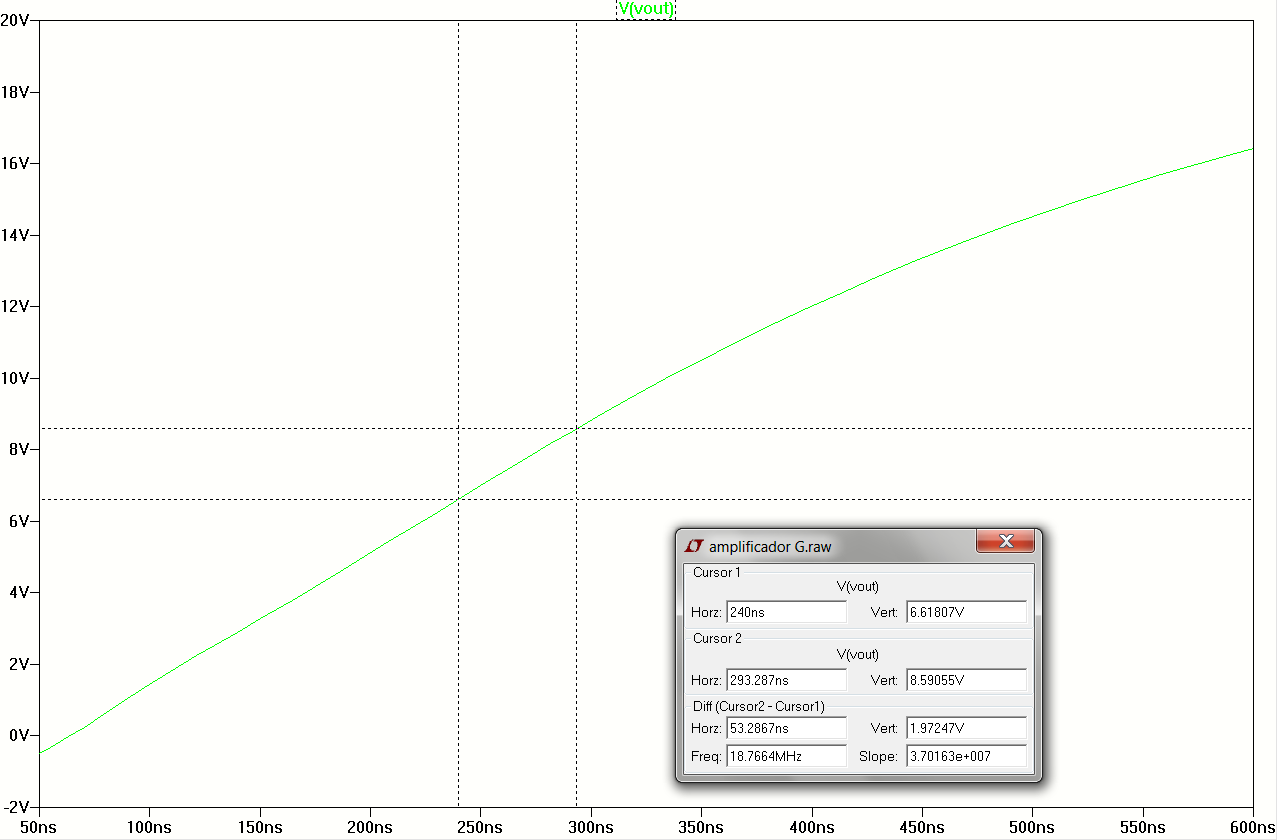 V(vout)
20V
18V
16V
14V
12V
10V
8V
6V
4V
2V
0V
-2V
50ns 100ns 150ns 200ns 250ns 300ns 350ns 400ns 450ns 500ns 550ns 600ns
amplificador G.raw
Cursor 1
V(vout)
Horz: 240ns Vert: 6.61807V
Cursor 2
V(vout)
Horz: 293.287ns Vert: 8.59055V
Diff (Cursor2 - Cursor1)
Horz: 53.2867ns Vert: 1.97247V
Freq: 18.7664MHz Slope: 3.70163e+007